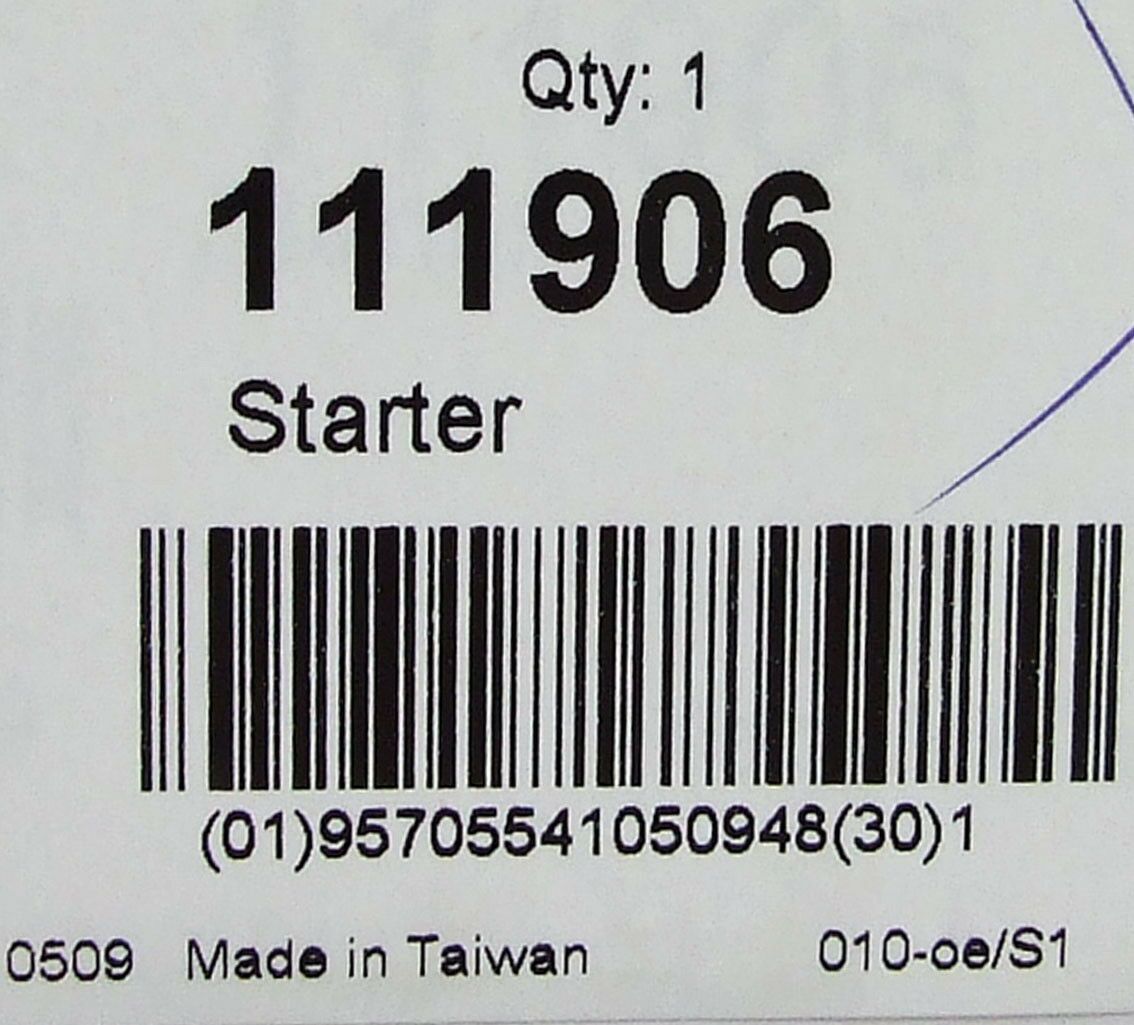 Qty: 1
111906
Starter
(01)95705541050948(30)1
0509 Made in Taiwan 010-oe/S1